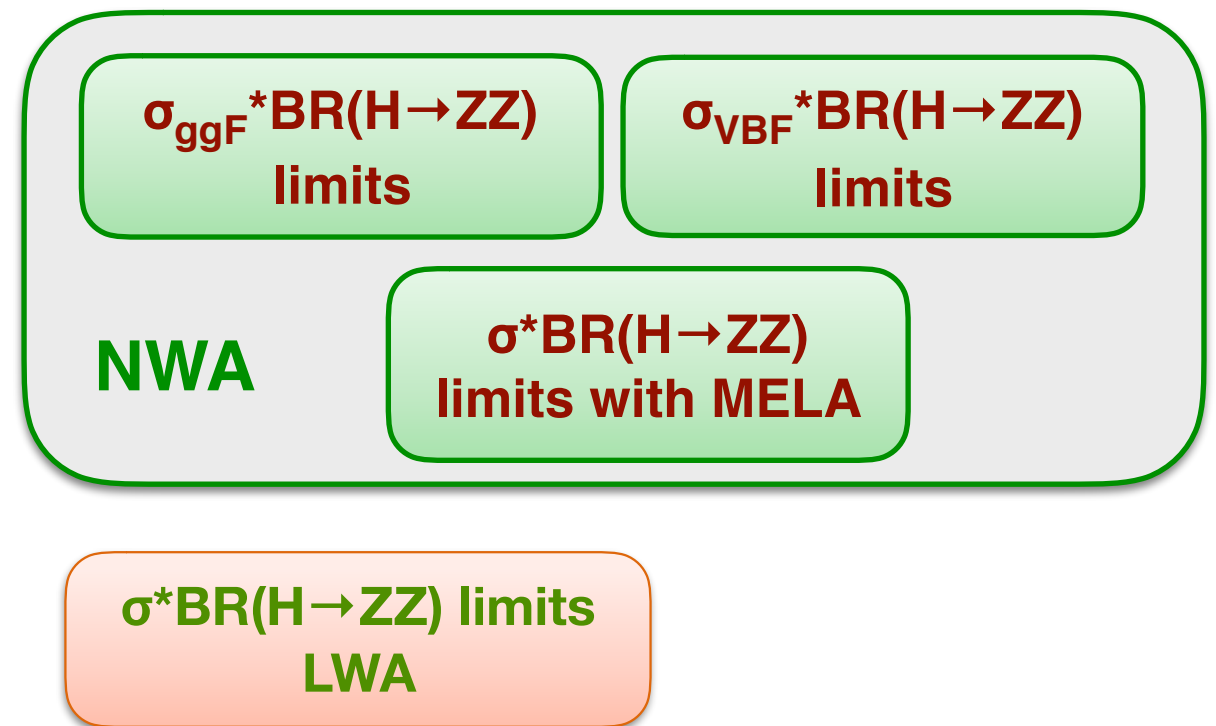 σggF*BR(H→ZZ)
limits
σVBF*BR(H→ZZ)
limits
NWA
σ*BR(H→ZZ)
limits with MELA
σ*BR(H→ZZ) limits
LWA